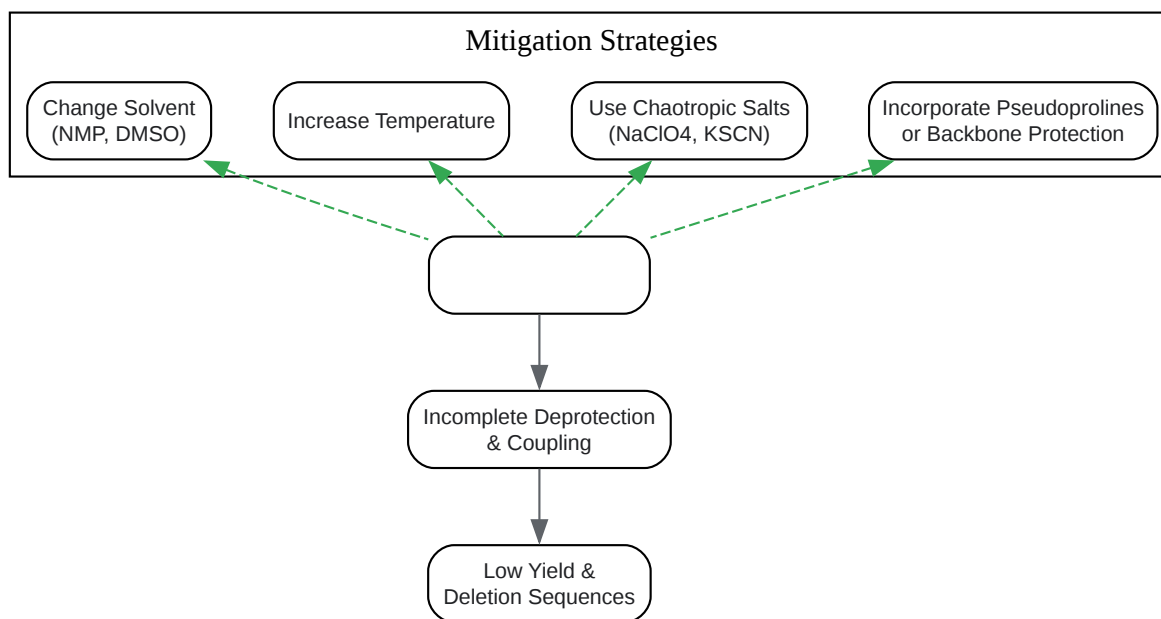 Mitigation Strategies
Change Solvent
(NMP, DMSO)
Increase Temperature
Use Chaotropic Salts
(NaClO4, KSCN)
Incorporate Pseudoprolines
or Backbone Protection
Incomplete Deprotection
& Coupling
Low Yield &
Deletion Sequences